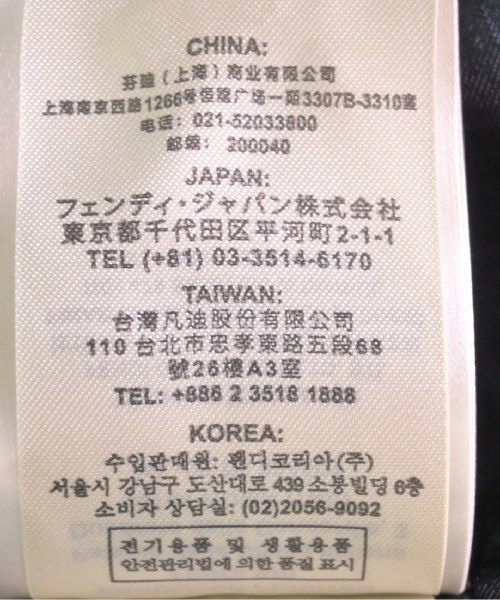 CHINA:
芬迪（上海）商业有限公司
上海南京西路1266号恒隆广场一期3307B-3310室
电话： 021-52033800
邮编： 200040
JAPAN:
フェンディ・ジャパン株式会社
東京都千代田区平河町2-1-1
TEL (+81) 03-3514-6170
TAIWAN:
台灣凡迪股份有限公司
110 台北市忠孝東路五段68
號26樓A3室
TEL: +886 2 3518 1888
KOREA:
수입판매원: 펜디코리아(주)
서울시 강남구 도산대로 439 소봉빌딩 6층
소비자 상담실: (02)2056-9092
전기용품 및 생활용품
안전관리법에 의한 품질 표시